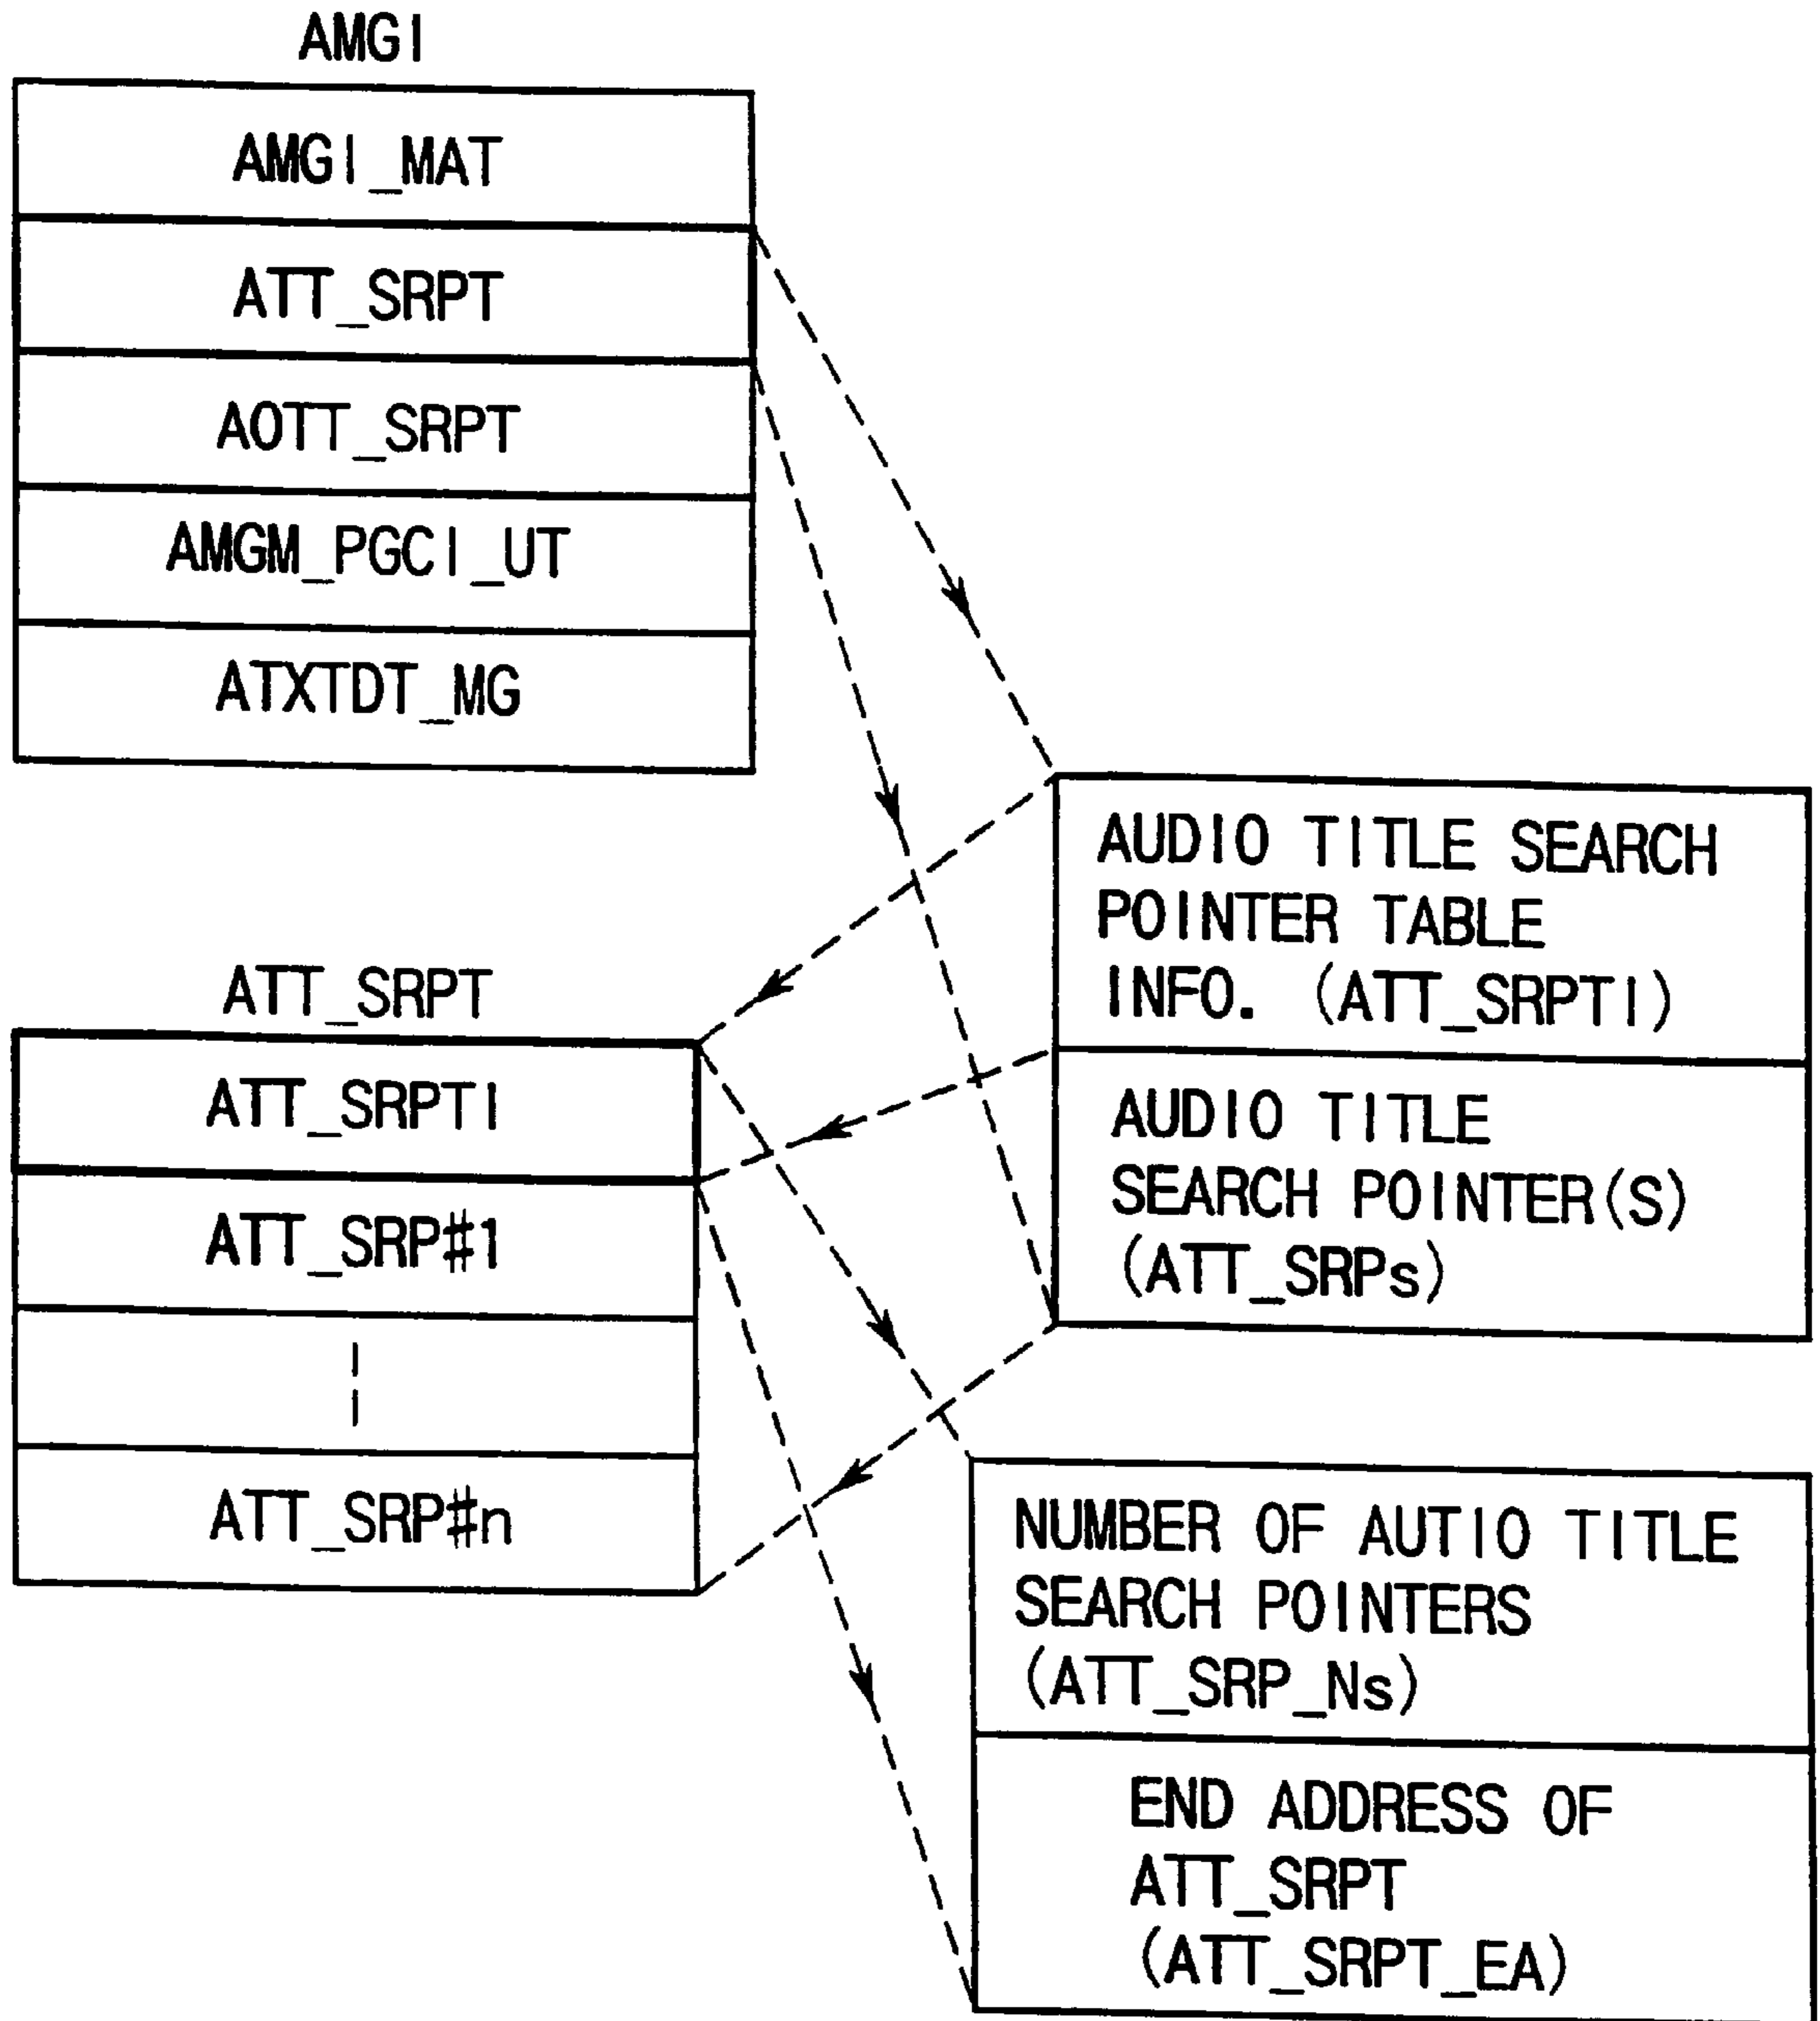 AMGI
AMGI_MAT
ATT_SRPT
AOTT_SRPT
AMGM_PGCI_UT
ATXTDT_MG
AUDIO TITLE SEARCH
POINTER TABLE
INFO. (ATT_SRPTI)
AUDIO TITLE
SEARCH POINTER(S)
(ATT_SRPs)
ATT_SRPT
ATT_SRPTI
ATT_SRP#1
ATT_SRP#n
NUMBER OF AUTIO TITLE
SEARCH POINTERS
(ATT_SRP_Ns)
END ADDRESS OF
ATT_SRPT
(ATT_SRPT_EA)